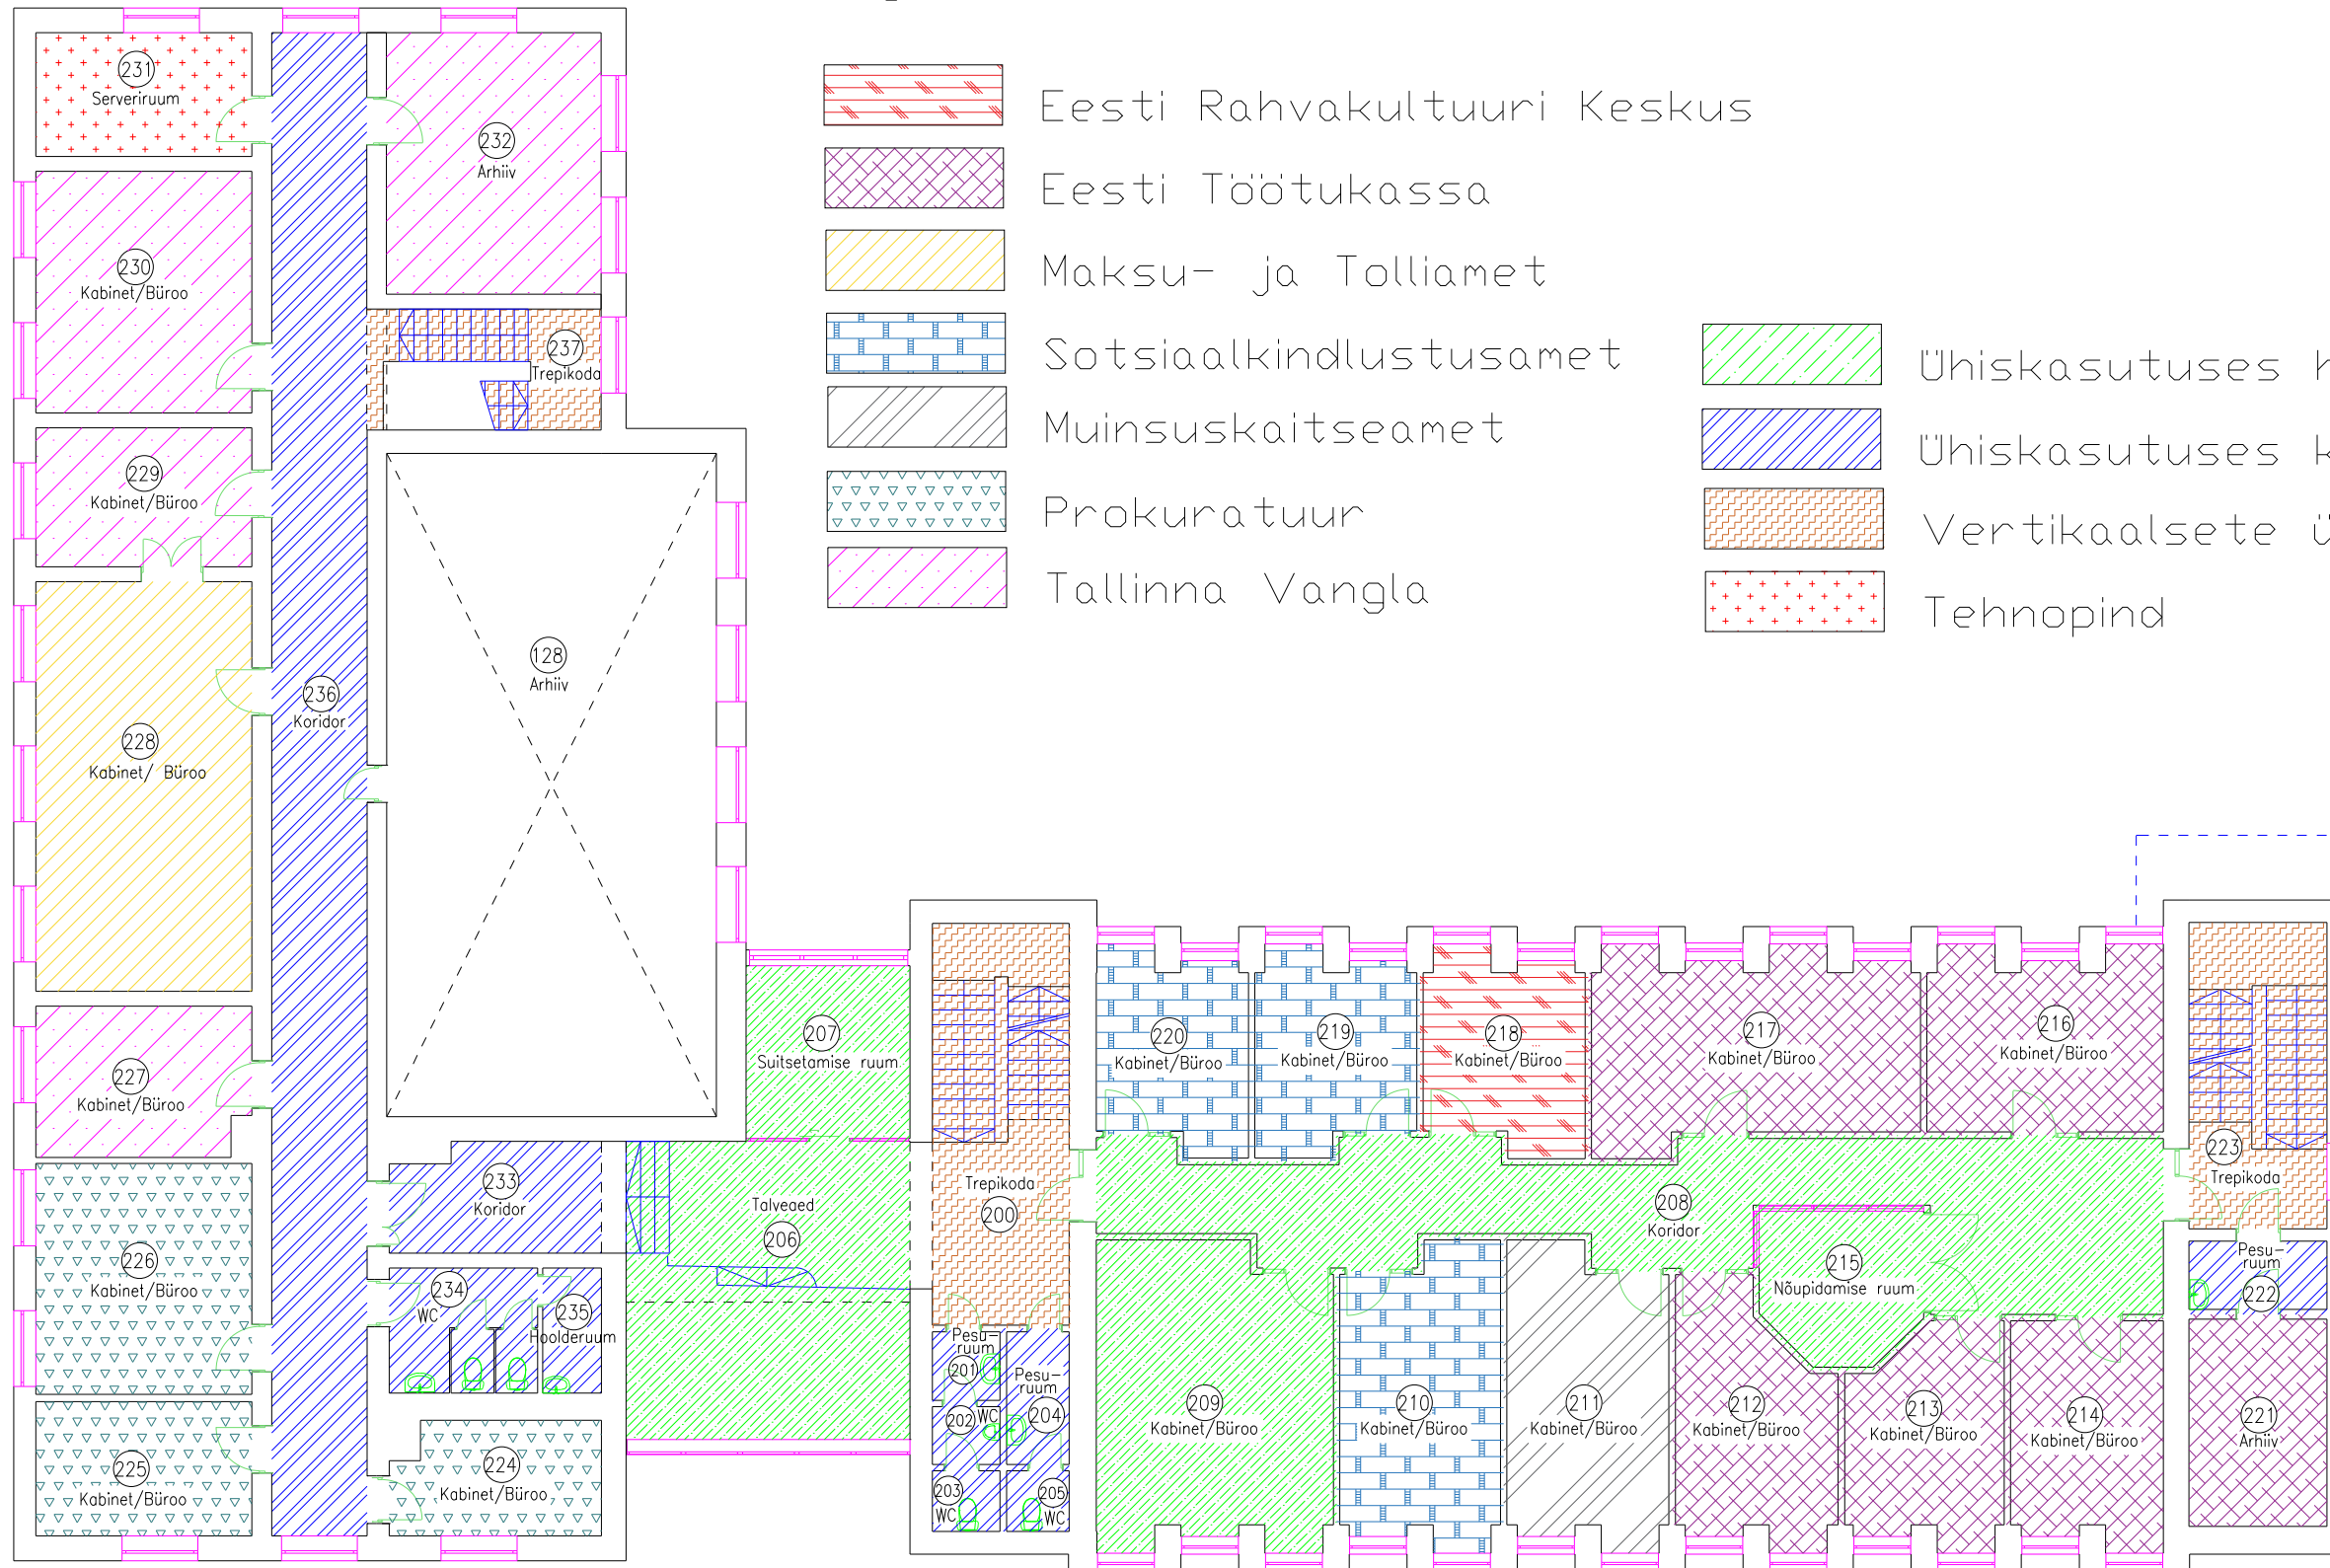 Eesti Rahvakultuuri Keskus
Eesti Töötukassa
Maksu- ja Tolliamet
Sotsiaalkindlustusamet
Muinsuskaitseamet
Prokuratuur
Tallinna Vangla
Ühiskasutuses
Ühiskasutuses
Vertikaalsete
Tehnopind
231
Serveriruum
232
Arhiiv
230
Kabinet/Büroo
237
Trepikoda
229
Kabinet/Büroo
128
Arhiiv
236
Koridor
228
Kabinet/ Büroo
227
Kabinet/Büroo
233
Koridor
226
Kabinet/Büroo
234
WC
235
Hoolderuum
225
Kabinet/Büroo
224
Kabinet/Büroo
207
Suitsetamise ruum
Talveaed
206
Trepikoda
200
Pesu-
ruum
201
202
WC
203
WC
Pesu-
ruum
204
205
WC
220
Kabinet/Büroo
219
Kabinet/Büroo
218
Kabinet/Büroo
217
Kabinet/Büroo
216
Kabinet/Büroo
208
Koridor
215
Nõupidamise ruum
209
Kabinet/Büroo
210
Kabinet/Büroo
211
Kabinet/Büroo
212
Kabinet/Büroo
213
Kabinet/Büroo
214
Kabinet/Büroo
223
Trepikoda
Pesu-
ruum
222
221
Arhiiv